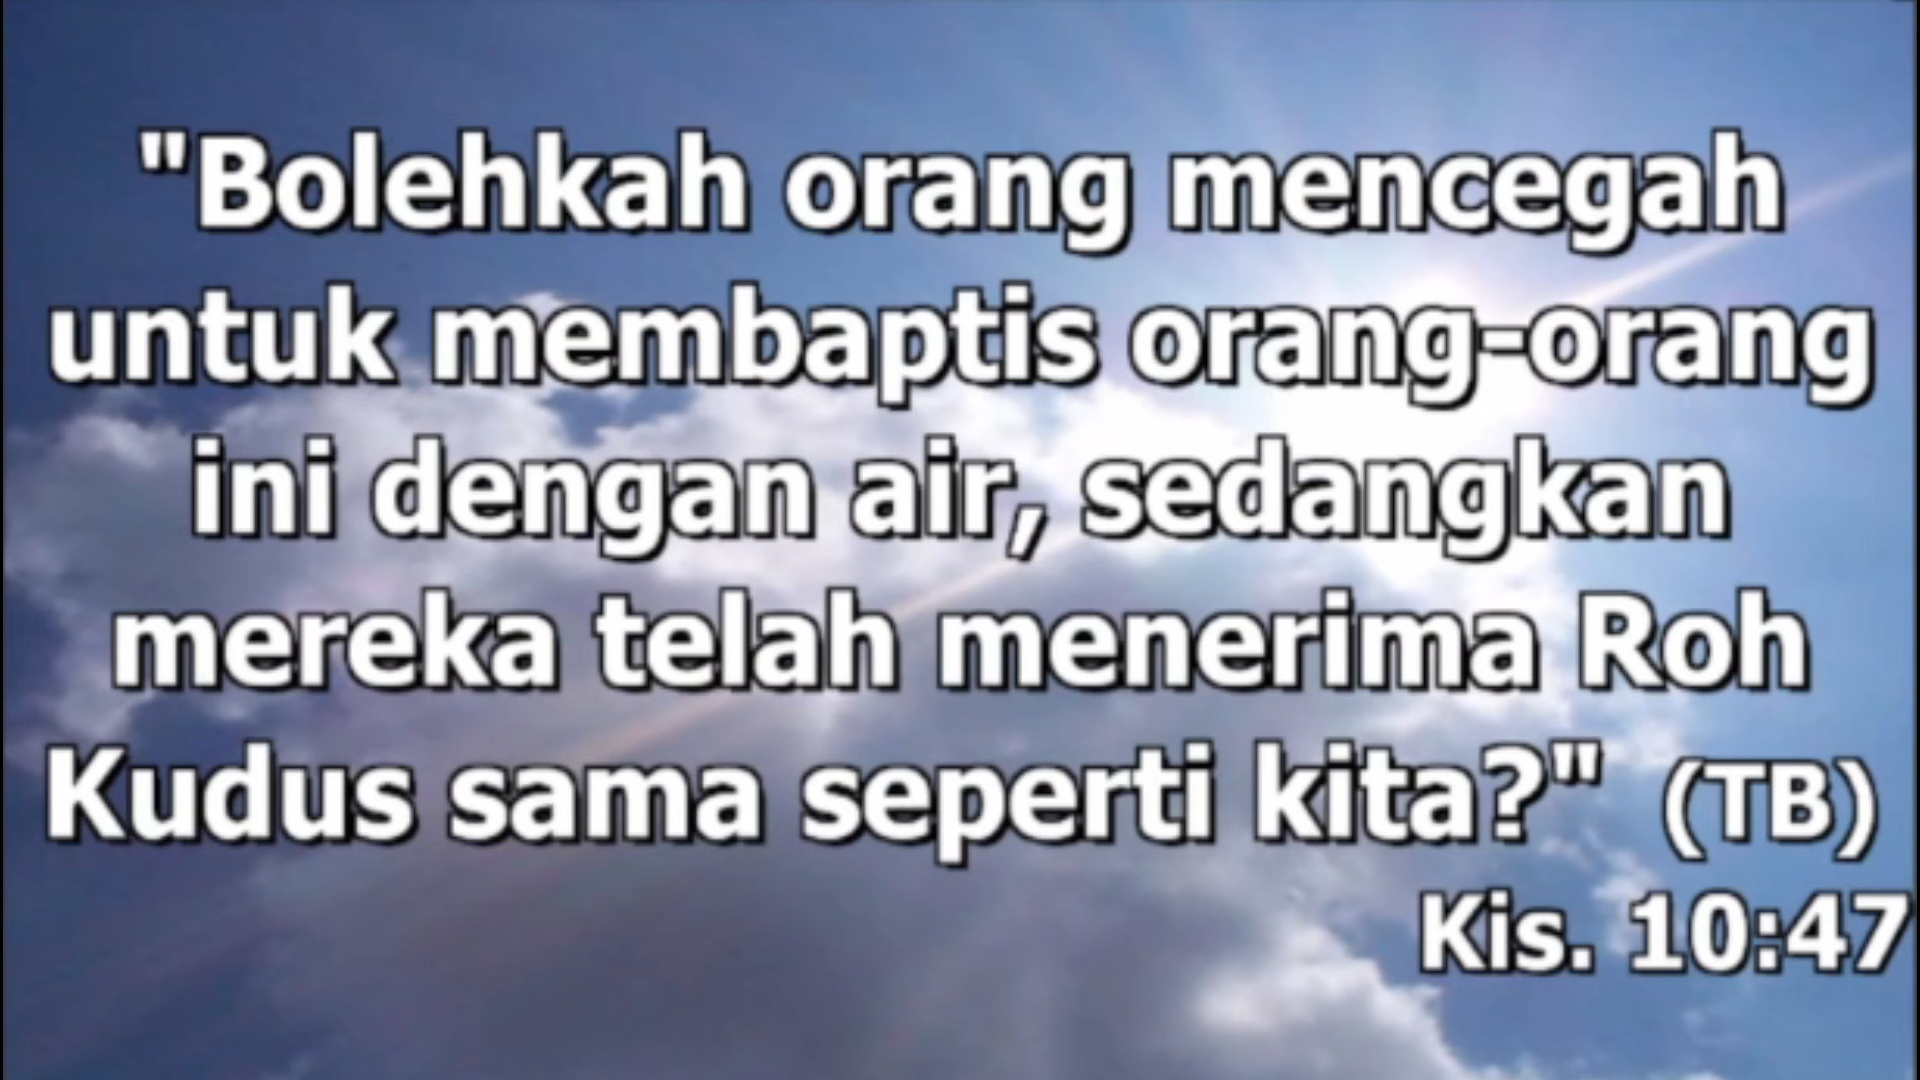 "Bolehkah orang mencegah
untuk membaptis orang-orang
ini dengan air, sedangkan
mereka telah menerima Roh
Kudus sama seperti kita?" (TB)
Kis. 10:47